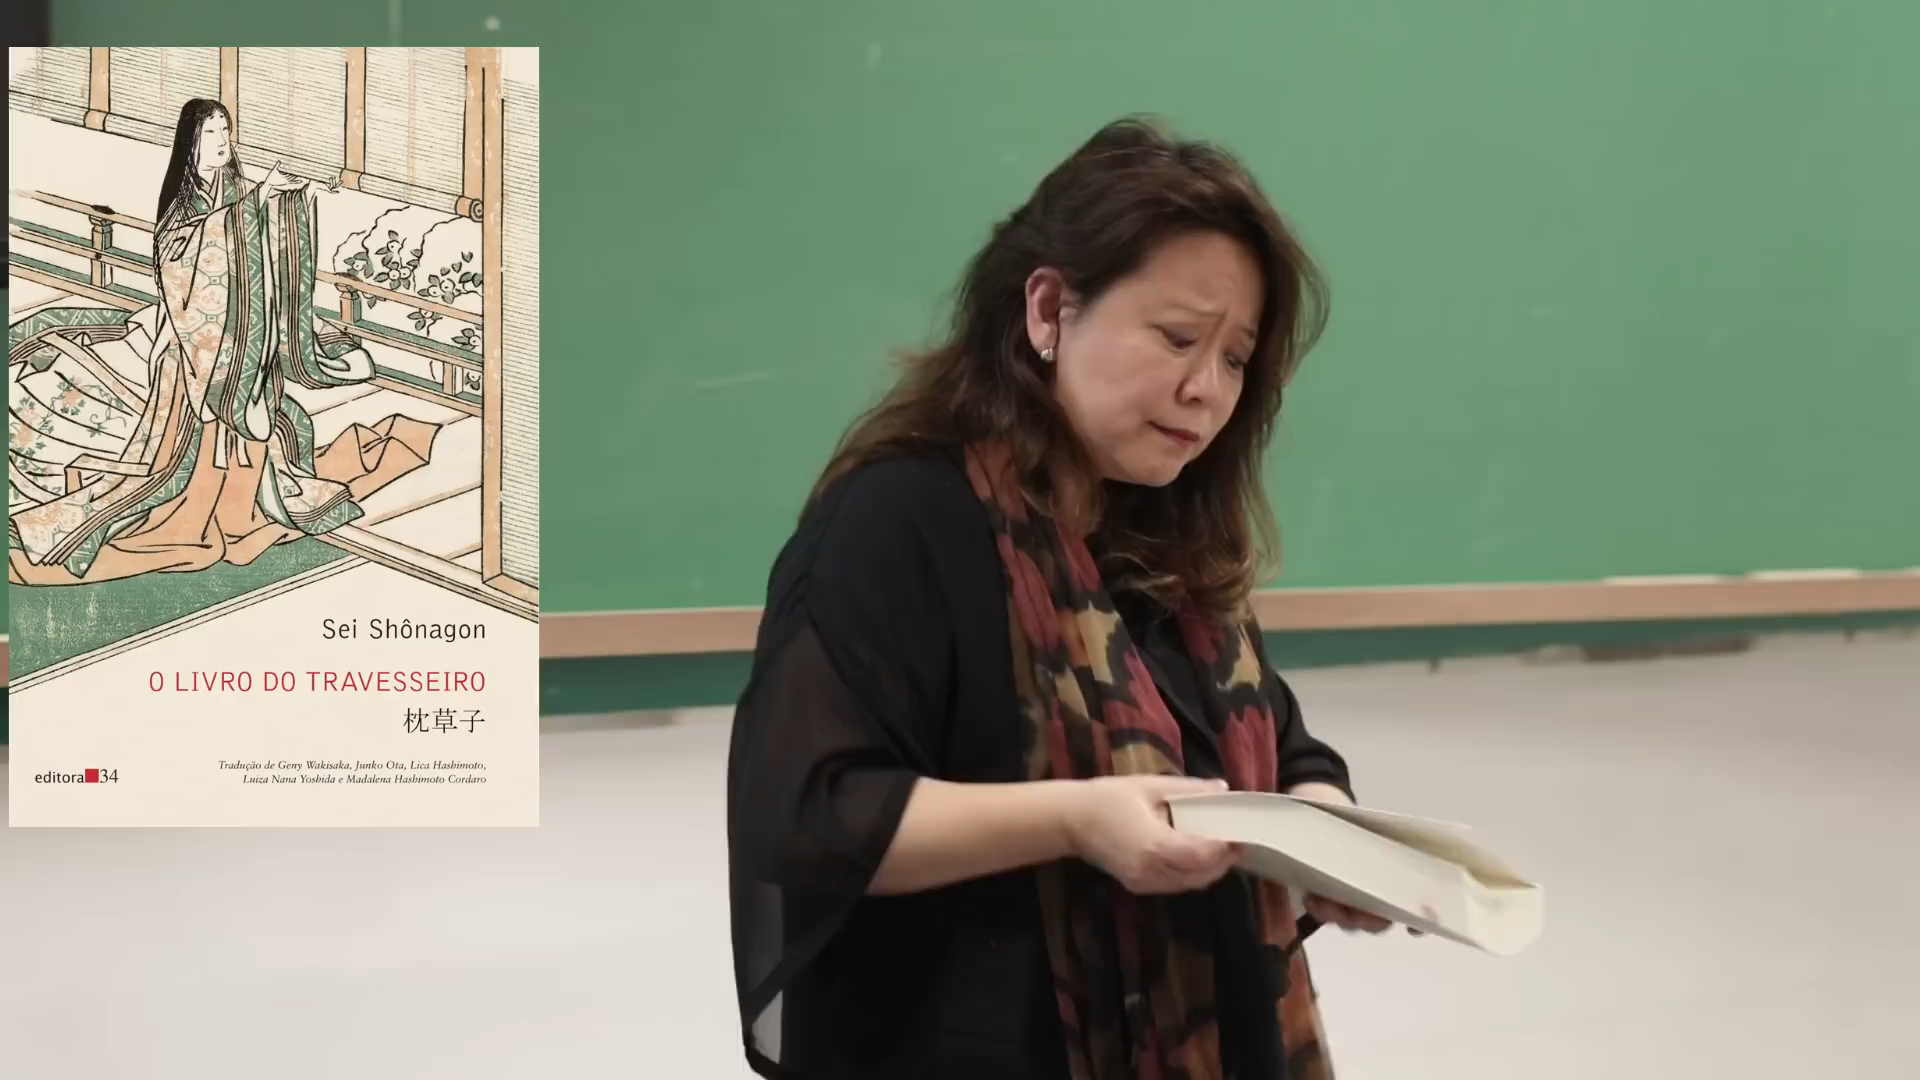 Sei Shônagon
O LIVRO DO TRAVESSEIRO
枕草子
Tradução de Geny Wakisaka, Junko Ota, Lica Hashimoto,
Luiza Nana Yoshida e Madalena Hashimoto Cordaro
editora34